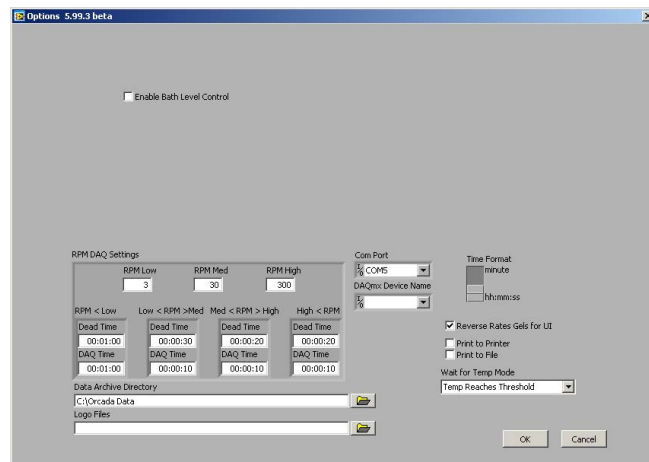 Options 5.99.3 beta
Enable Bath Level Control
RPM DAQ Settings
RPM Low RPM Med RPM High
3 30 300
RPM < Low Low < RPM >Med Med < RPM > High High < RPM
Dead Time Dead Time Dead Time Dead Time
00:01:00 00:00:30 00:00:20 00:00:20
DAQ Time DAQ Time DAQ Time DAQ Time
00:01:00 00:00:10 00:00:10 00:00:10
Com Port
COM5
DAQmx Device Name
Time Format
minute
hh:mm:ss
Reverse Rates Gels for UI
Print to Printer
Print to File
Wait for Temp Mode
Temp Reaches Threshold
Data Archive Directory
C:\Orcada Data
Logo Files
OK Cancel